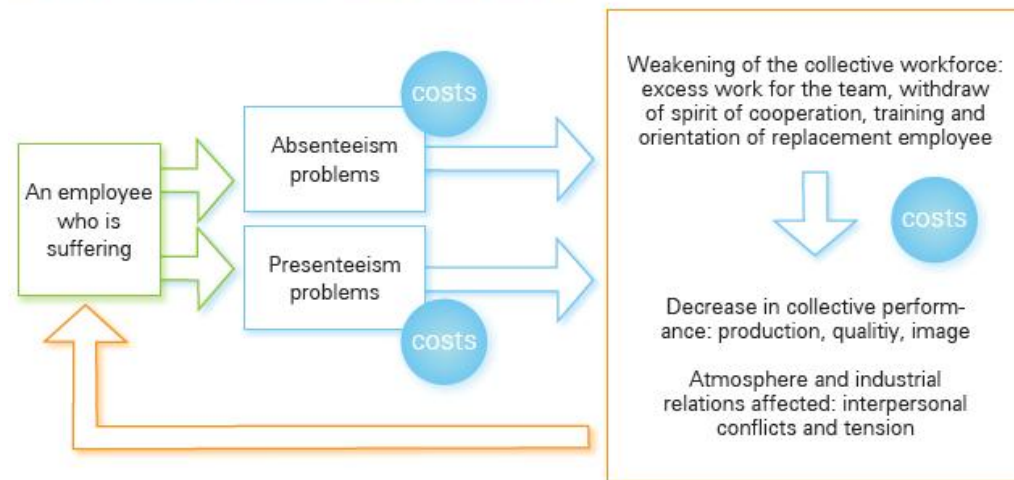 An employee
who is
suffering
Absenteeism
problems
costs
Presenteeism
problems
costs
Weakening of the collective workforce:
excess work for the team, withdraw
of spirit of cooperation, training and
orientation of replacement employee
costs
Decrease in collective perform-
ance: production, qualitiy, image
Atmosphere and industrial
relations affected: interpersonal
conflicts and tension